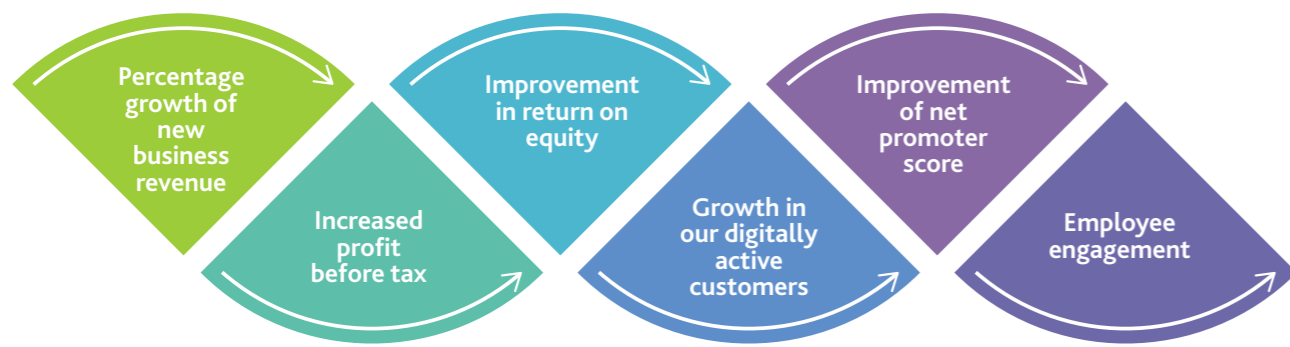 Percentage
growth of
new
business
revenue
Increased
profit
before tax
Improvement
in return on
equity
Growth in
our digitally
active
customers
Improvement
of net
promoter
score
Employee
engagement